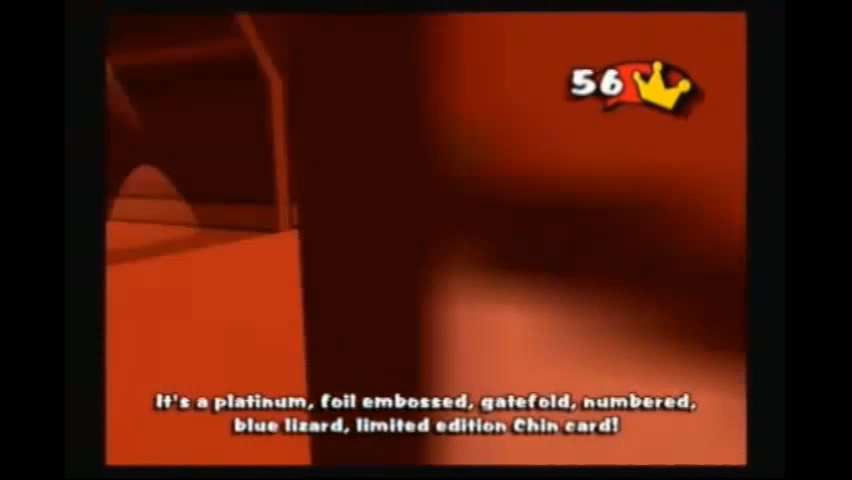 56
It's a platinum, foil embossed, gatefold, numbered,
blue lizard, limited edition Chin card!